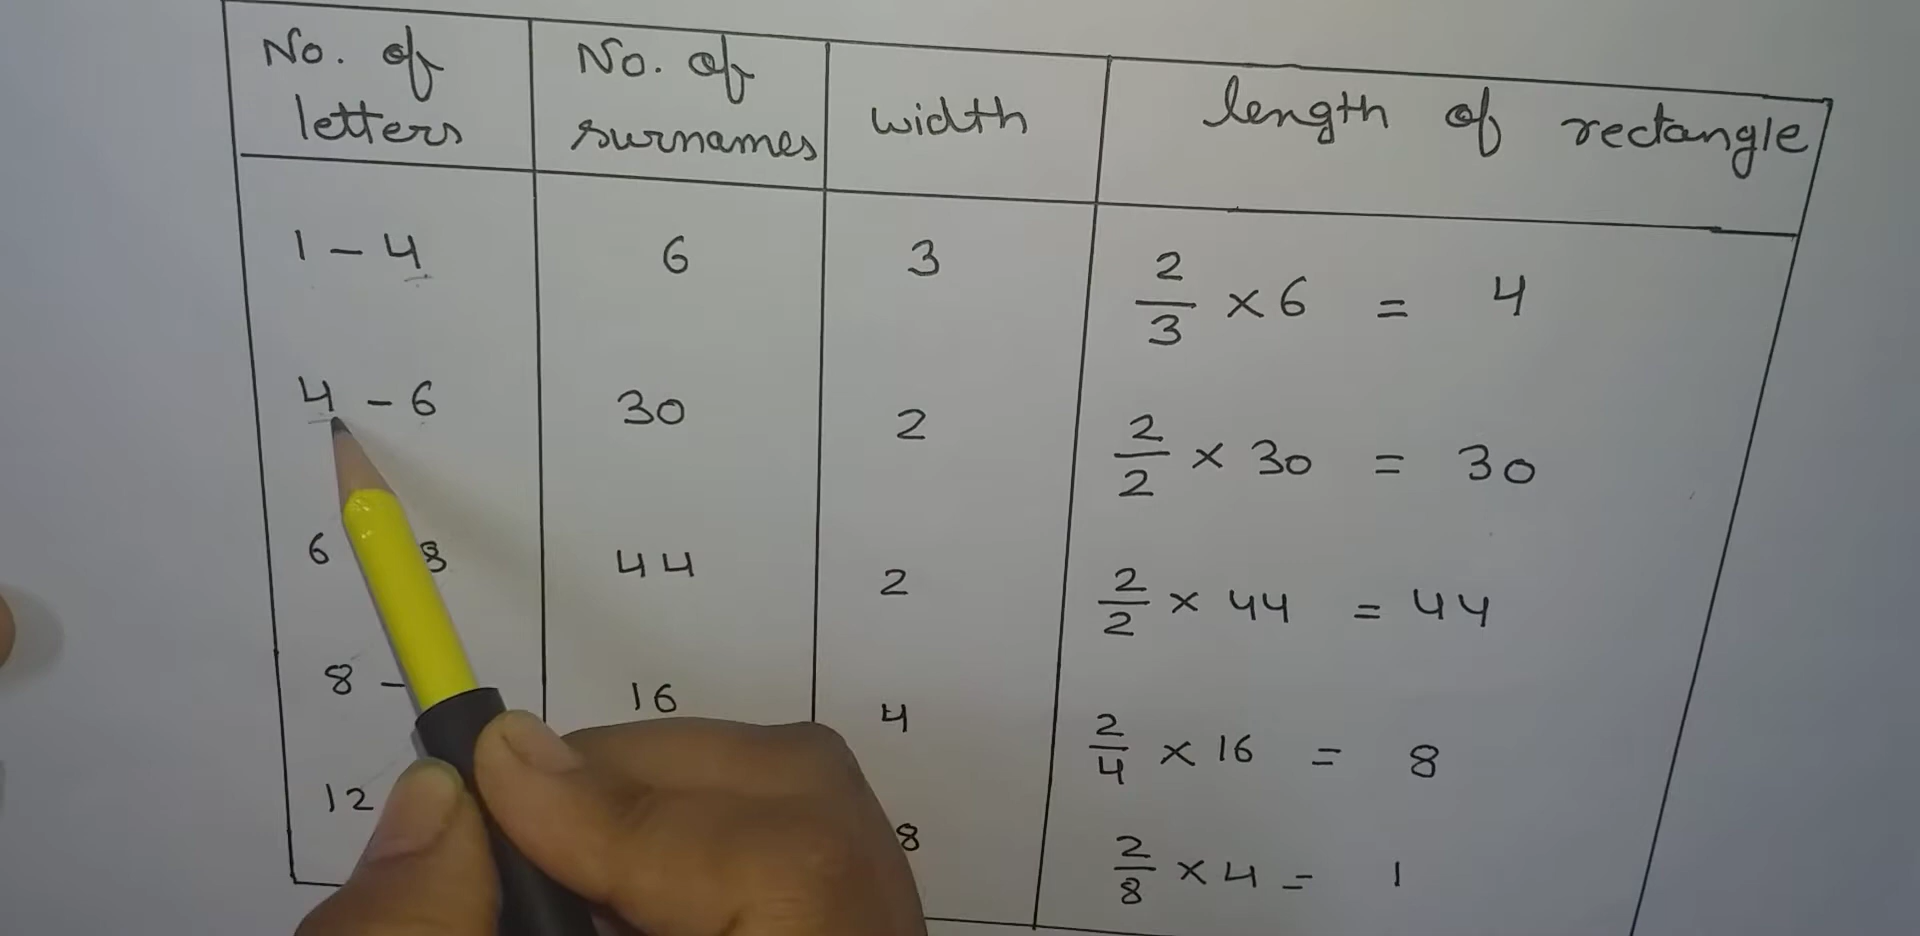 No. of letters No. of surnames width length of rectangle
1 - 4 6 3 2/3 × 6 = 4
4 - 6 30 2 2/2 × 30 = 30
6 8 44 2 2/2 × 44 = 44
8 - 16 4 2/4 × 16 = 8
12 8 2/8 × 4 = 1